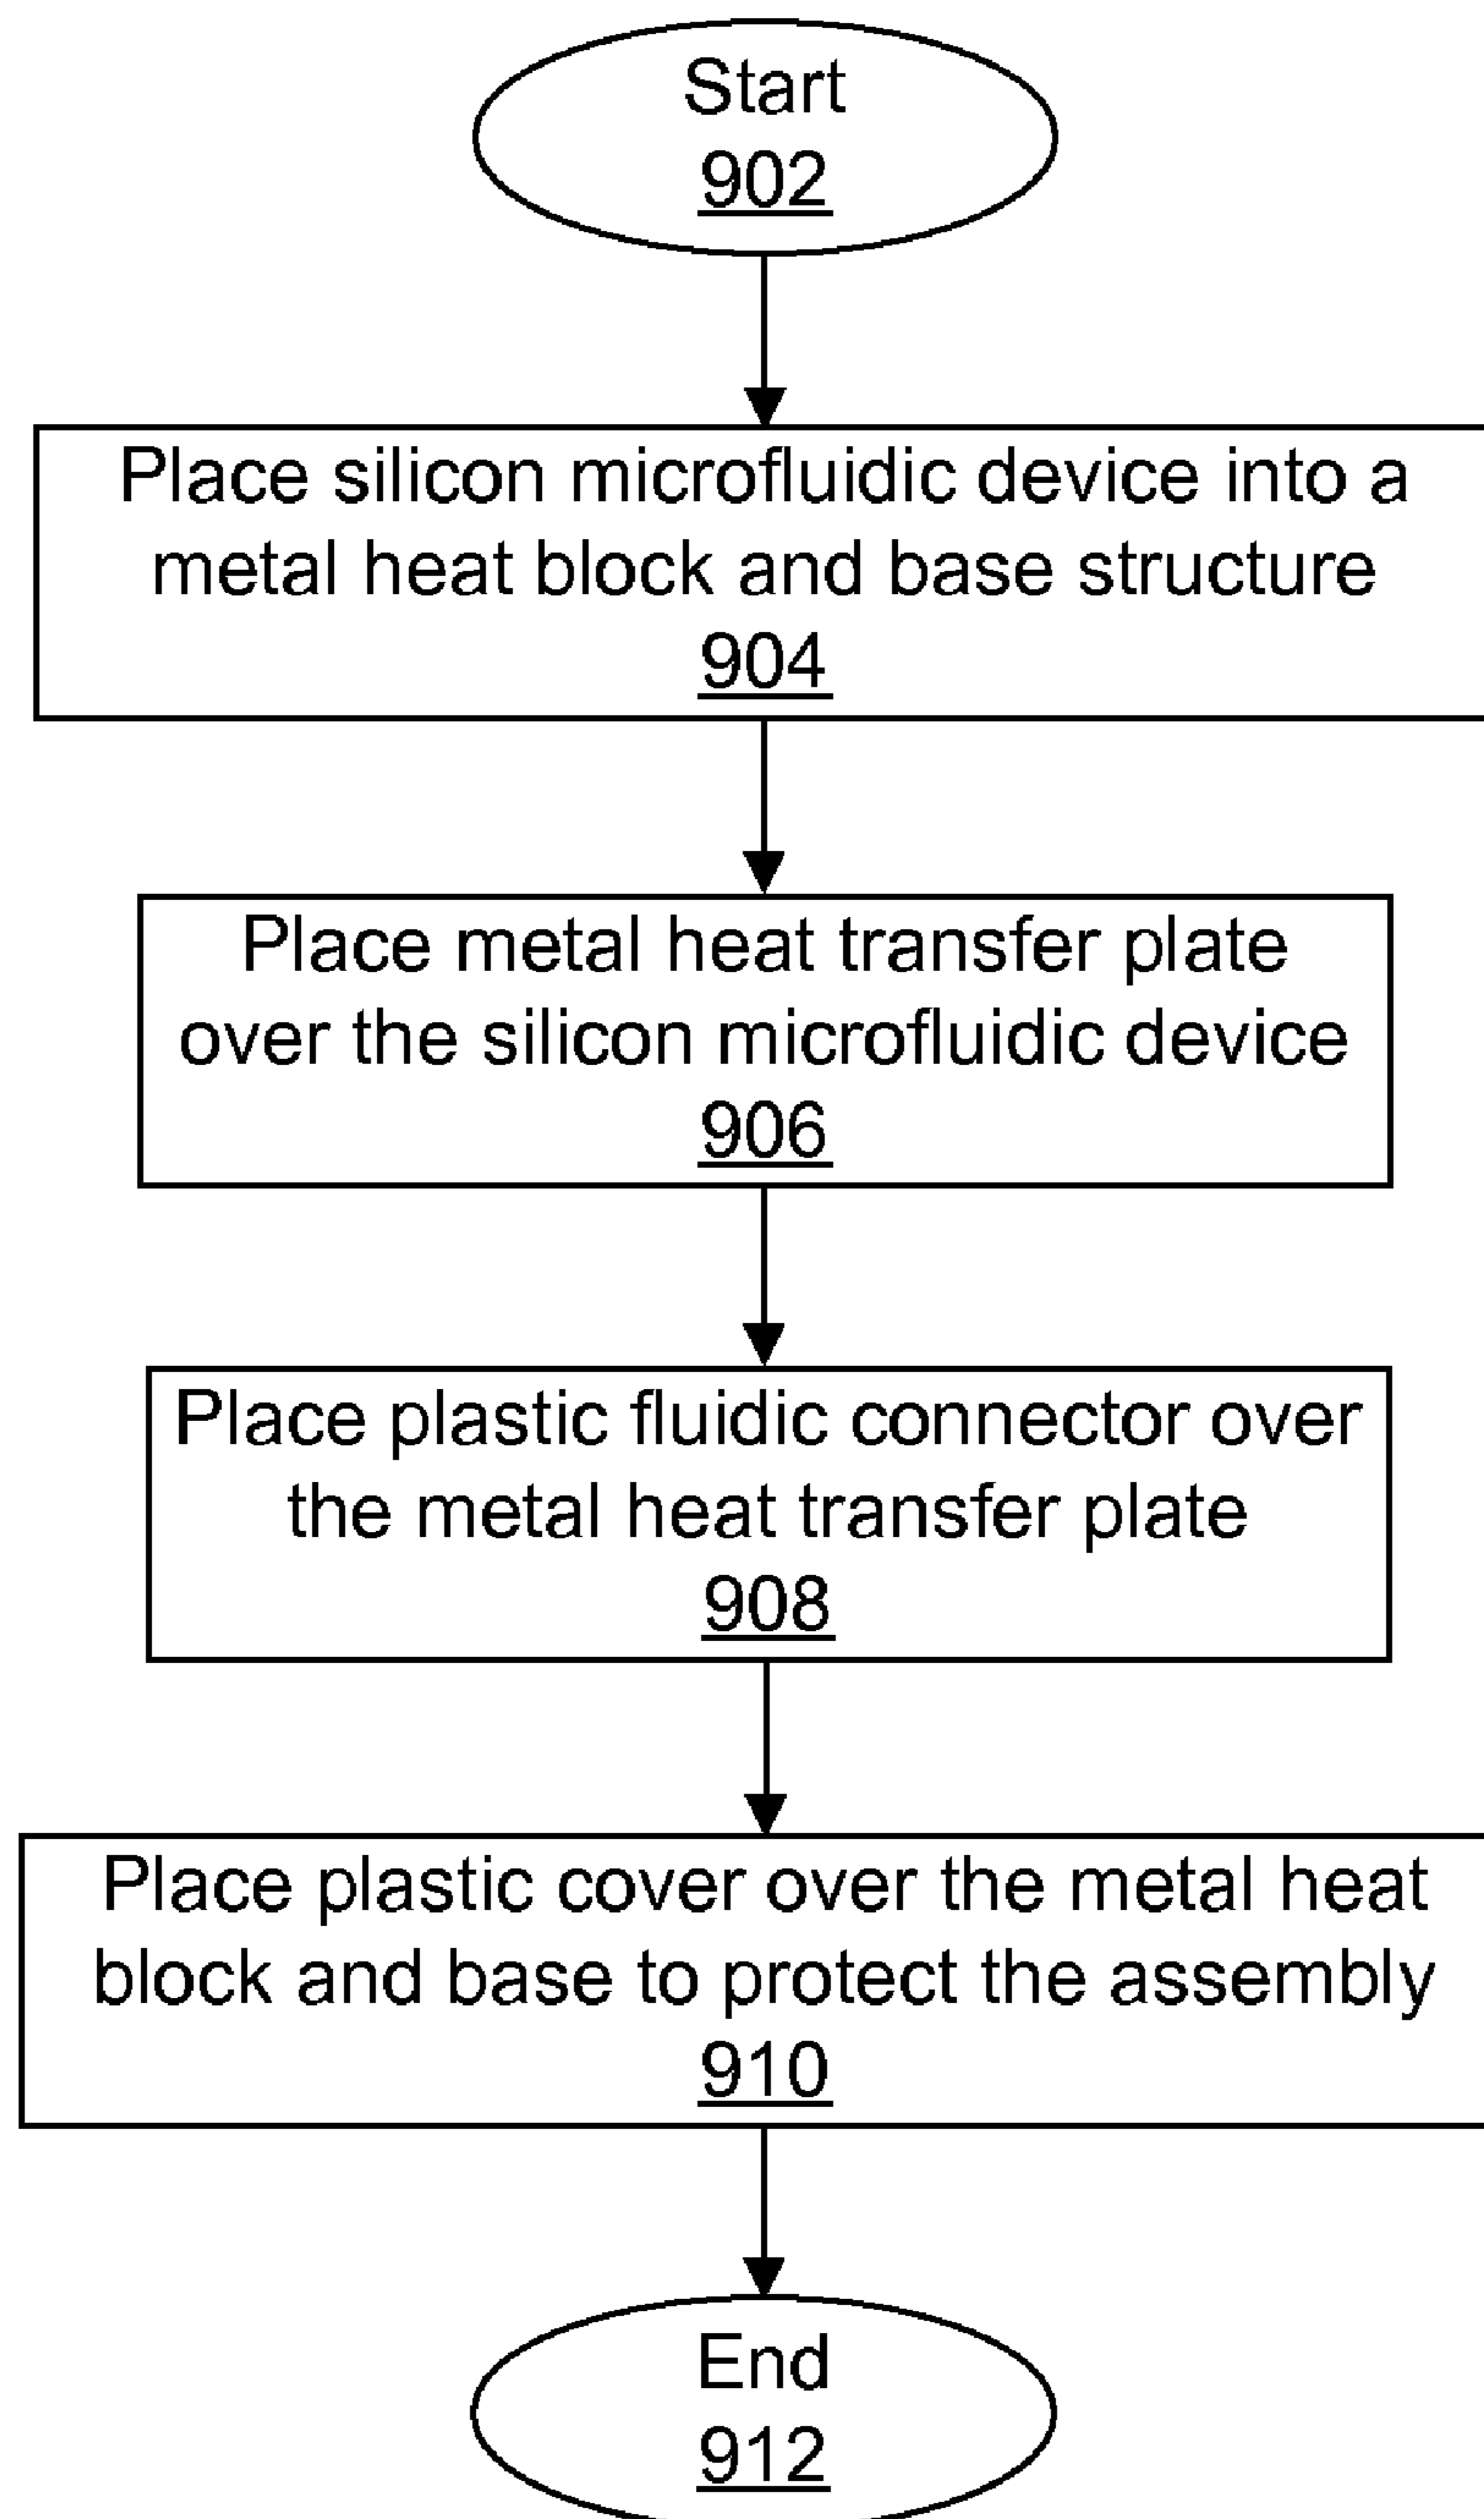 Start
902
Place silicon microfluidic device into a
metal heat block and base structure
904
Place metal heat transfer plate
over the silicon microfluidic device
906
Place plastic fluidic connector over
the metal heat transfer plate
908
Place plastic cover over the metal heat
block and base to protect the assembly
910
End
912